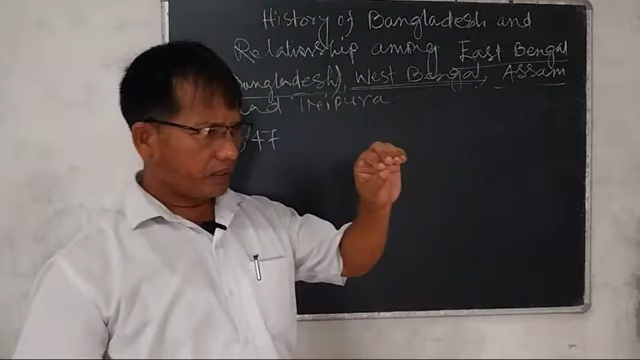 History of Bangladesh and
Relationship among East Bengal
Bangladesh), West Bengal, Assam
and Tripura
47